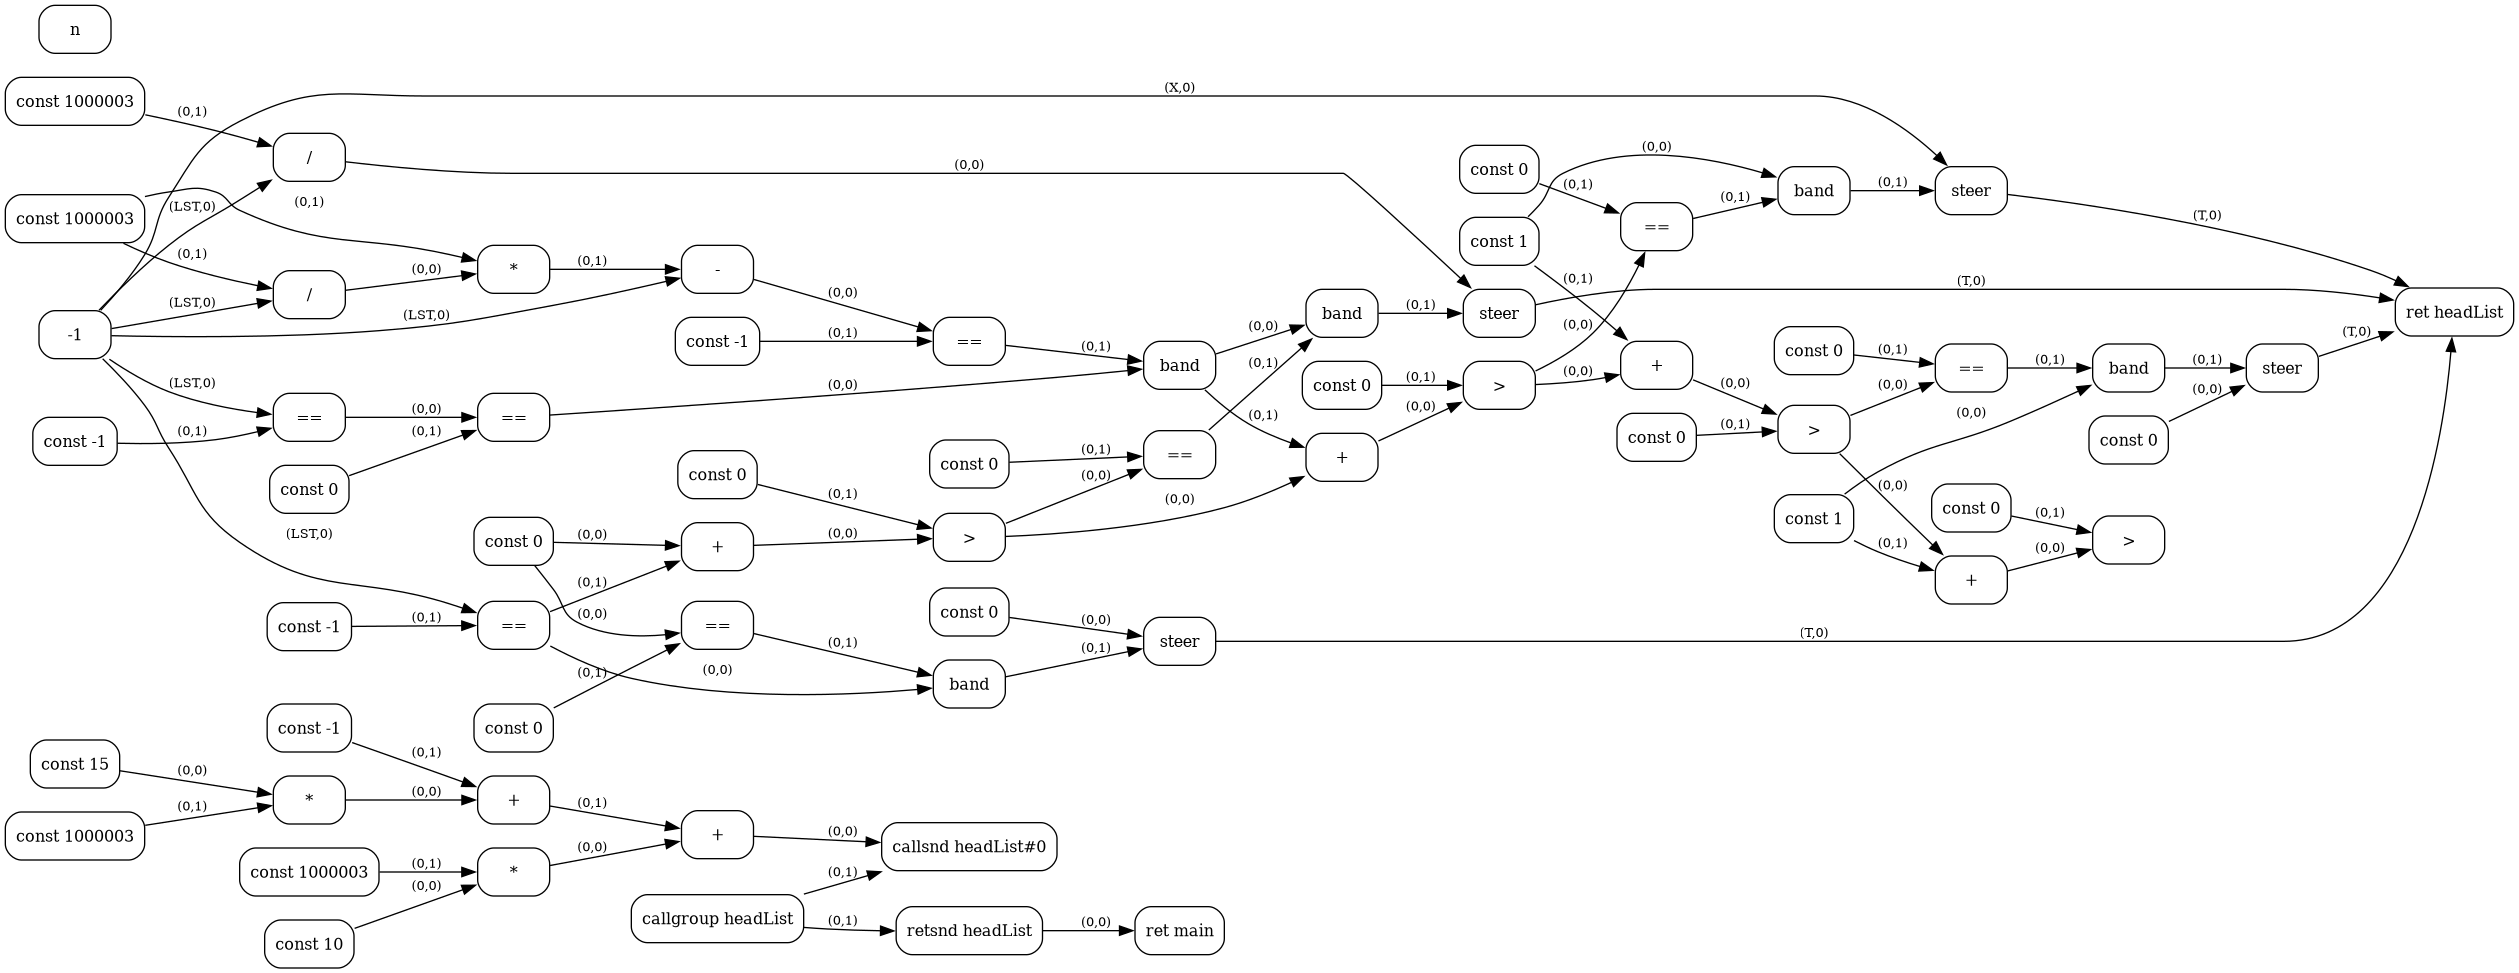 n
const 1000003
(0,1)
/
(X,0)
(0,0)
const 1000003
(LST,0)
(0,1)
(0,1)
/
(LST,0)
(0,0)
*
(0,1)
-
(LST,0)
(0,0)
-1
const -1
(0,1)
==
(0,1)
(LST,0)
const -1
(0,1)
==
(0,0)
(0,1)
==
(0,0)
const 0
band
(0,0)
(0,1)
band
(0,1)
(0,1)
steer
(T,0)
const 0
(0,1)
>
(0,0)
(0,0)
(0,0)
const 0
(0,1)
const 1
(0,0)
(0,1)
==
(0,1)
band
(0,1)
steer
(T,0)
ret headList
+
(0,0)
const 0
(0,1)
>
(0,0)
(0,0)
const 0
(0,1)
==
(0,1)
band
(0,1)
steer
(T,0)
(0,0)
const 0
(0,0)
const 1
(0,1)
const 0
(0,1)
>
+
(0,0)
const 0
(0,1)
==
(0,0)
+
(0,0)
const 0
(0,1)
>
(LST,0)
const 0
(0,0)
+
(0,0)
(0,1)
(0,0)
const -1
(0,1)
==
==
(0,1)
(0,1)
(0,0)
const 0
const 0
(0,0)
band
(0,1)
steer
(T,0)
const -1
(0,1)
const 15
(0,0)
*
(0,0)
+
(0,1)
const 1000003
(0,1)
+
(0,0)
callsnd headList#0
const 1000003
(0,1)
*
(0,0)
(0,0)
const 10
callgroup headList
(0,1)
(0,1)
retsnd headList
(0,0)
ret main